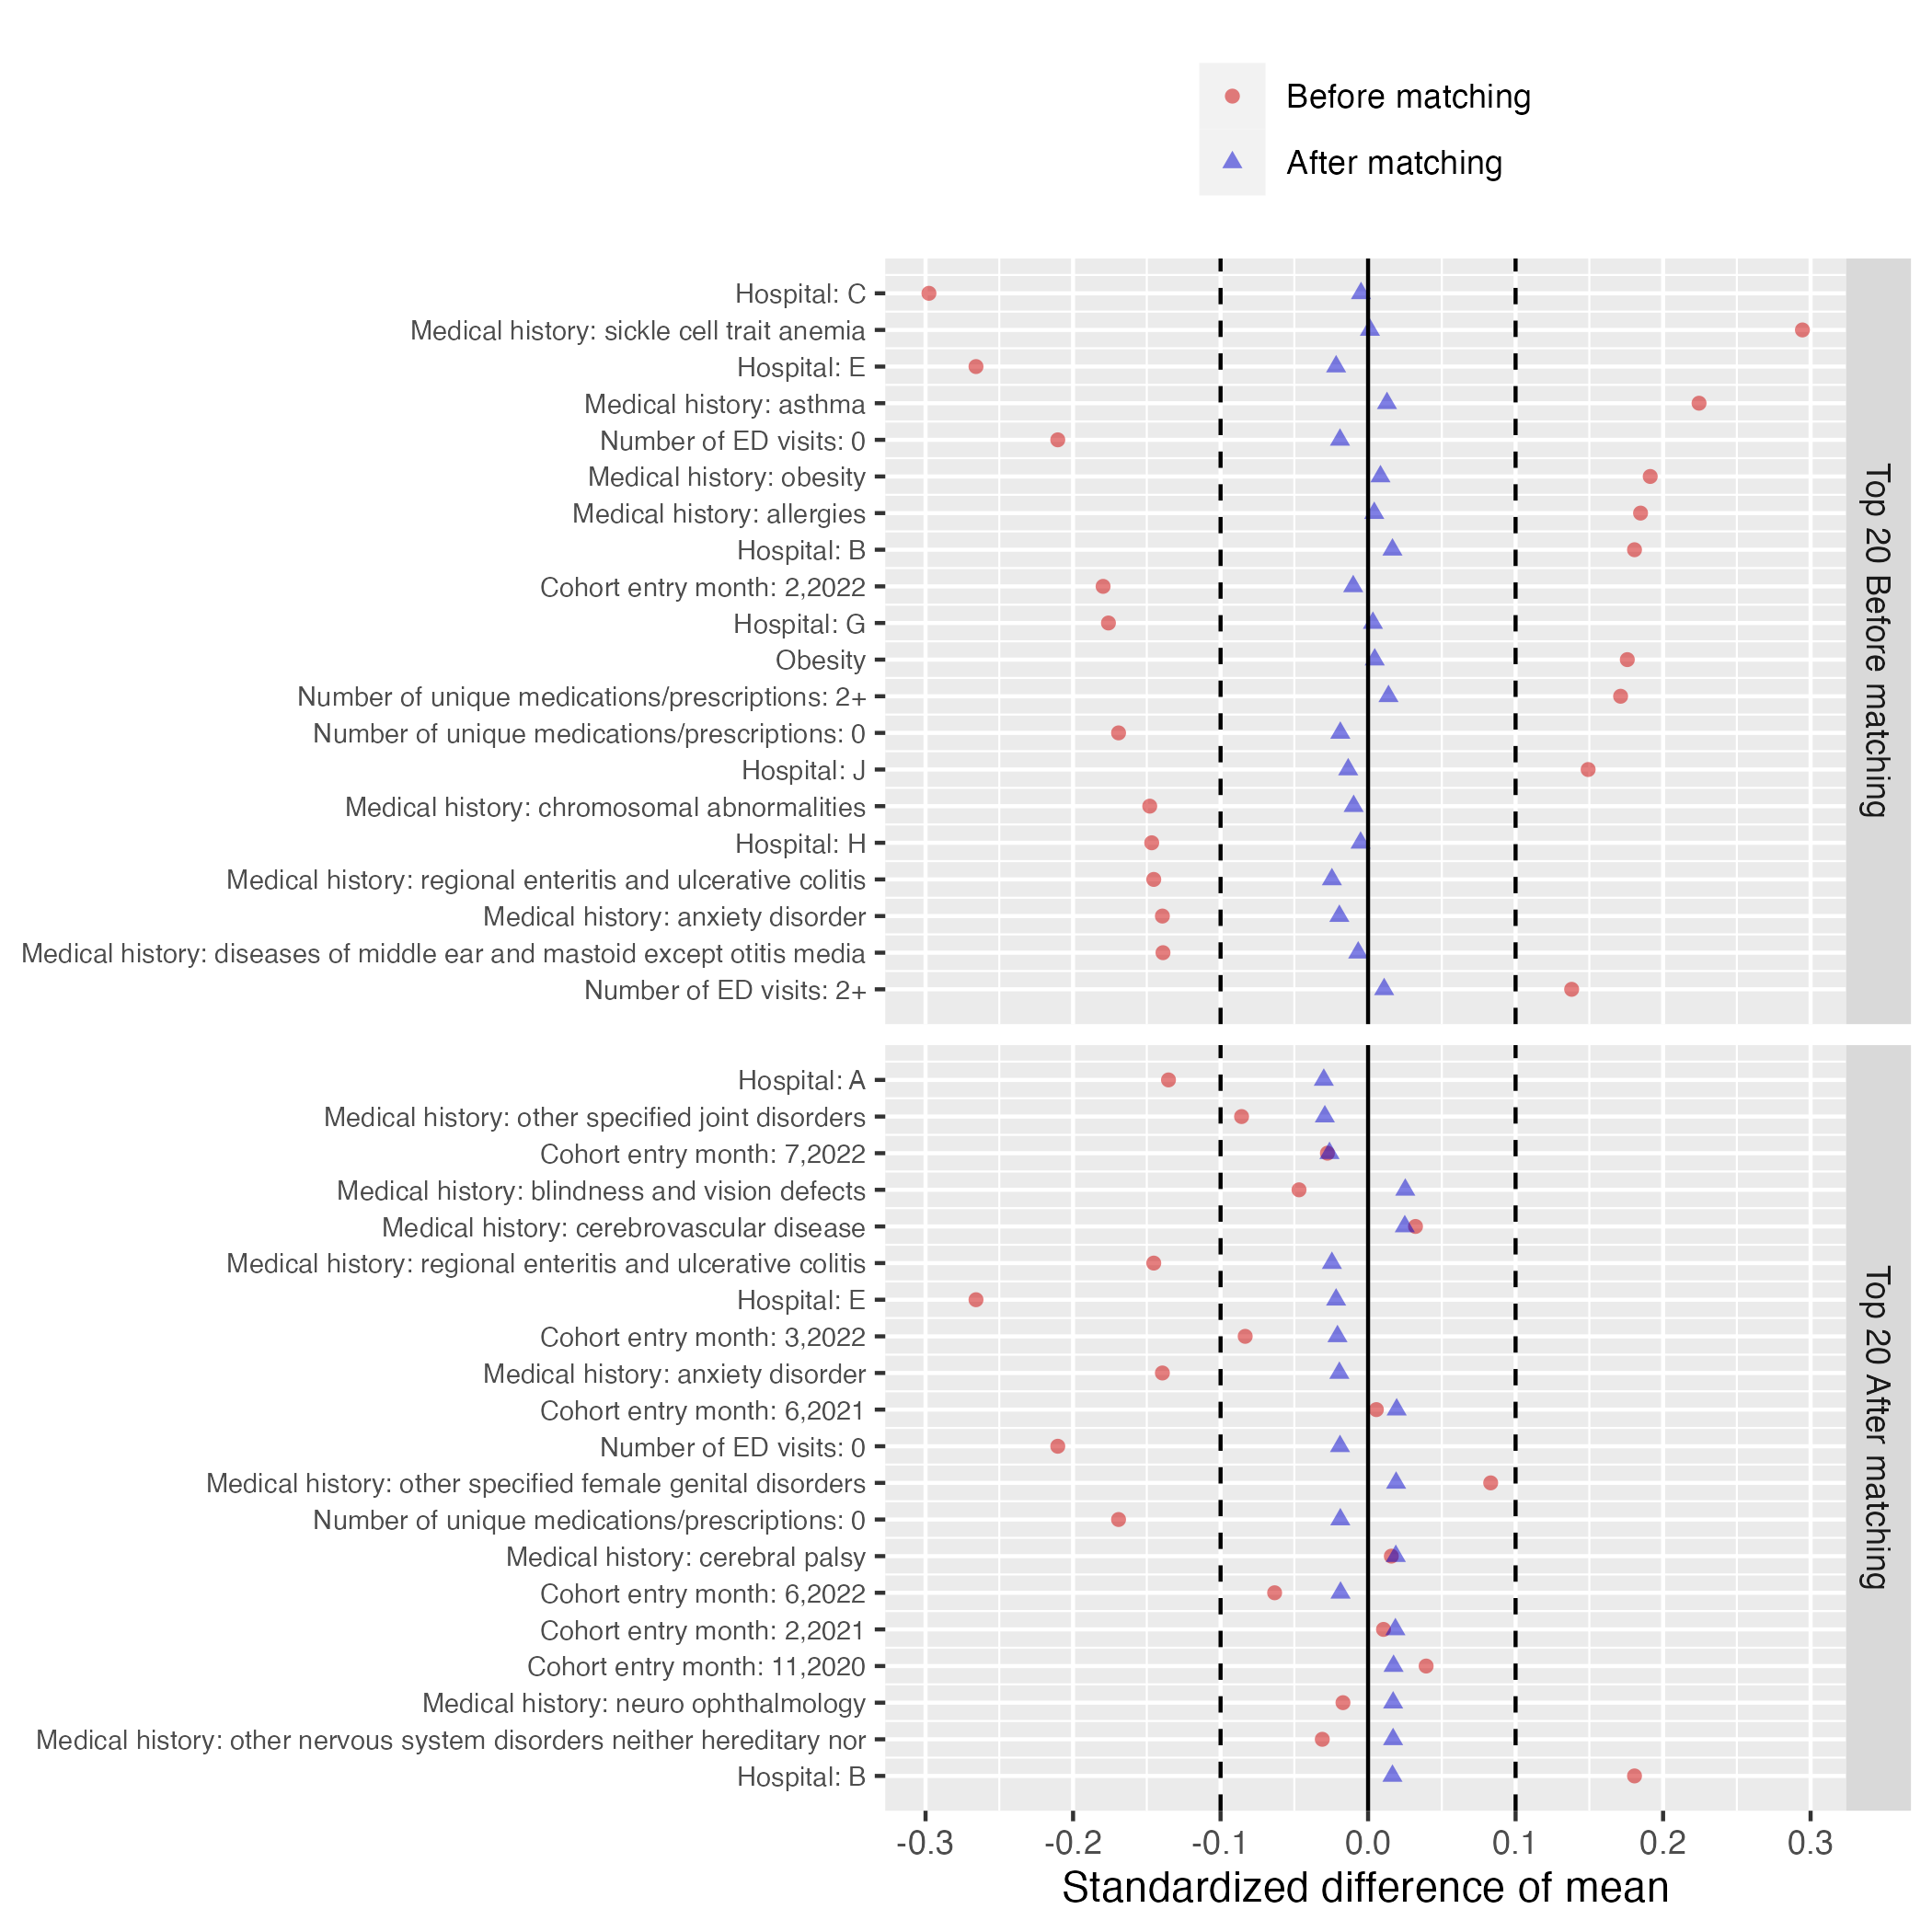 Before matching
After matching
Hospital: C
Medical history: sickle cell trait anemia
Hospital: E
Medical history: asthma
Number of ED visits: 0
Medical history: obesity
Medical history: allergies
Hospital: B
Cohort entry month: 2,2022
Hospital: G
Obesity
Number of unique medications/prescriptions: 2+
Number of unique medications/prescriptions: 0
Hospital: J
Medical history: chromosomal abnormalities
Hospital: H
Medical history: regional enteritis and ulcerative colitis
Medical history: anxiety disorder
Medical history: diseases of middle ear and mastoid except otitis media
Number of ED visits: 2+
Top 20 Before matching
Hospital: A
Medical history: other specified joint disorders
Cohort entry month: 7,2022
Medical history: blindness and vision defects
Medical history: cerebrovascular disease
Medical history: regional enteritis and ulcerative colitis
Hospital: E
Cohort entry month: 3,2022
Medical history: anxiety disorder
Cohort entry month: 6,2021
Number of ED visits: 0
Medical history: other specified female genital disorders
Number of unique medications/prescriptions: 0
Medical history: cerebral palsy
Cohort entry month: 6,2022
Cohort entry month: 2,2021
Cohort entry month: 11,2020
Medical history: neuro ophthalmology
Medical history: other nervous system disorders neither hereditary nor
Hospital: B
Top 20 After matching
-0.3 -0.2 -0.1 0.0 0.1 0.2 0.3
Standardized difference of mean